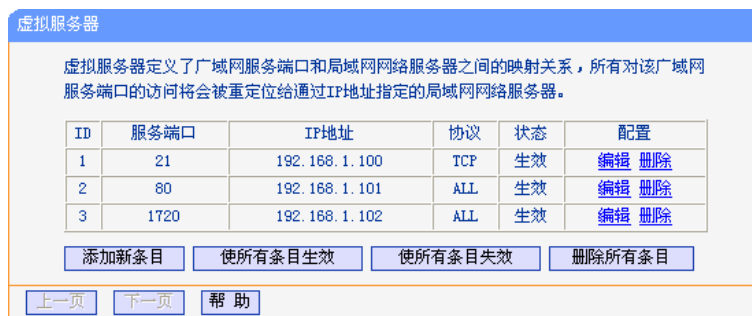 虚拟服务器
虚拟服务器定义了广域网服务端口和局域网网络服务器之间的映射关系，所有对该广域网
服务端口的访问将会被重定位给通过IP地址指定的局域网网络服务器。
ID 服务端口 IP地址 协议 状态 配置
1 21 192.168.1.100 TCP 生效 编辑 删除
2 80 192.168.1.101 ALL 生效 编辑 删除
3 1720 192.168.1.102 ALL 生效 编辑 删除
添加新条目 使所有条目生效 使所有条目失效 删除所有条目
上一页 下一页 帮 助